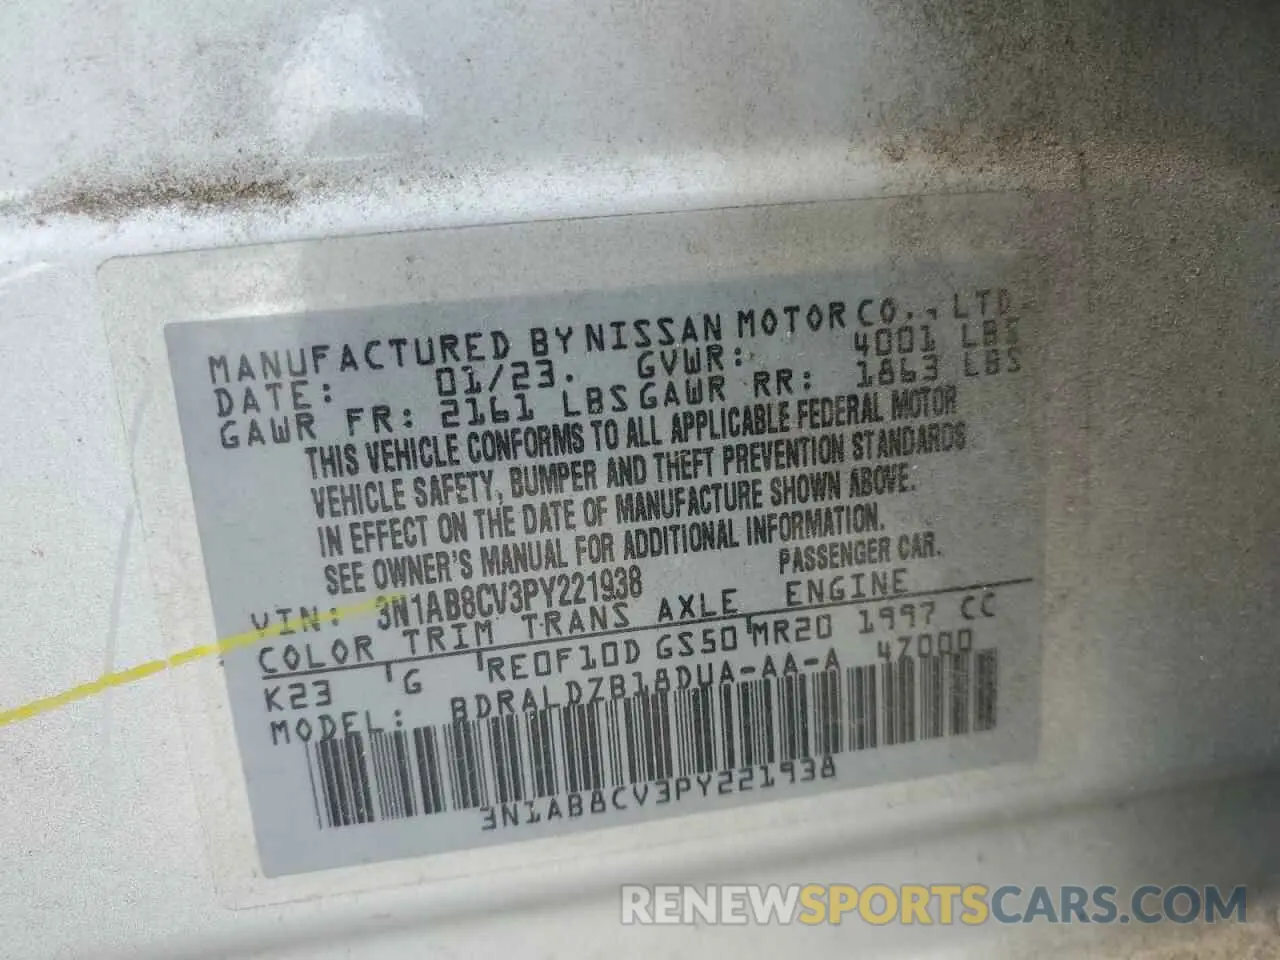 MANUFACTURED BY NISSAN MOTOR CO., LTD.
DATE: 01/23. GVWR: 4001 LBS
GAWR FR: 2161 LBS GAWR RR: 1863 LBS
THIS VEHICLE CONFORMS TO ALL APPLICABLE FEDERAL MOTOR
VEHICLE SAFETY, BUMPER AND THEFT PREVENTION STANDARDS
IN EFFECT ON THE DATE OF MANUFACTURE SHOWN ABOVE.
SEE OWNER'S MANUAL FOR ADDITIONAL INFORMATION.
VIN: 3N1AB8CV3PY221938 PASSENGER CAR.
COLOR TRIM TRANS AXLE ENGINE
K23 G RE0F10D GS50 MR20 1997 CC
MODEL: BDRALDZB18DUA-AA-A 47000
3N1AB8CV3PY221938
RENEWSPORTSCARS.COM